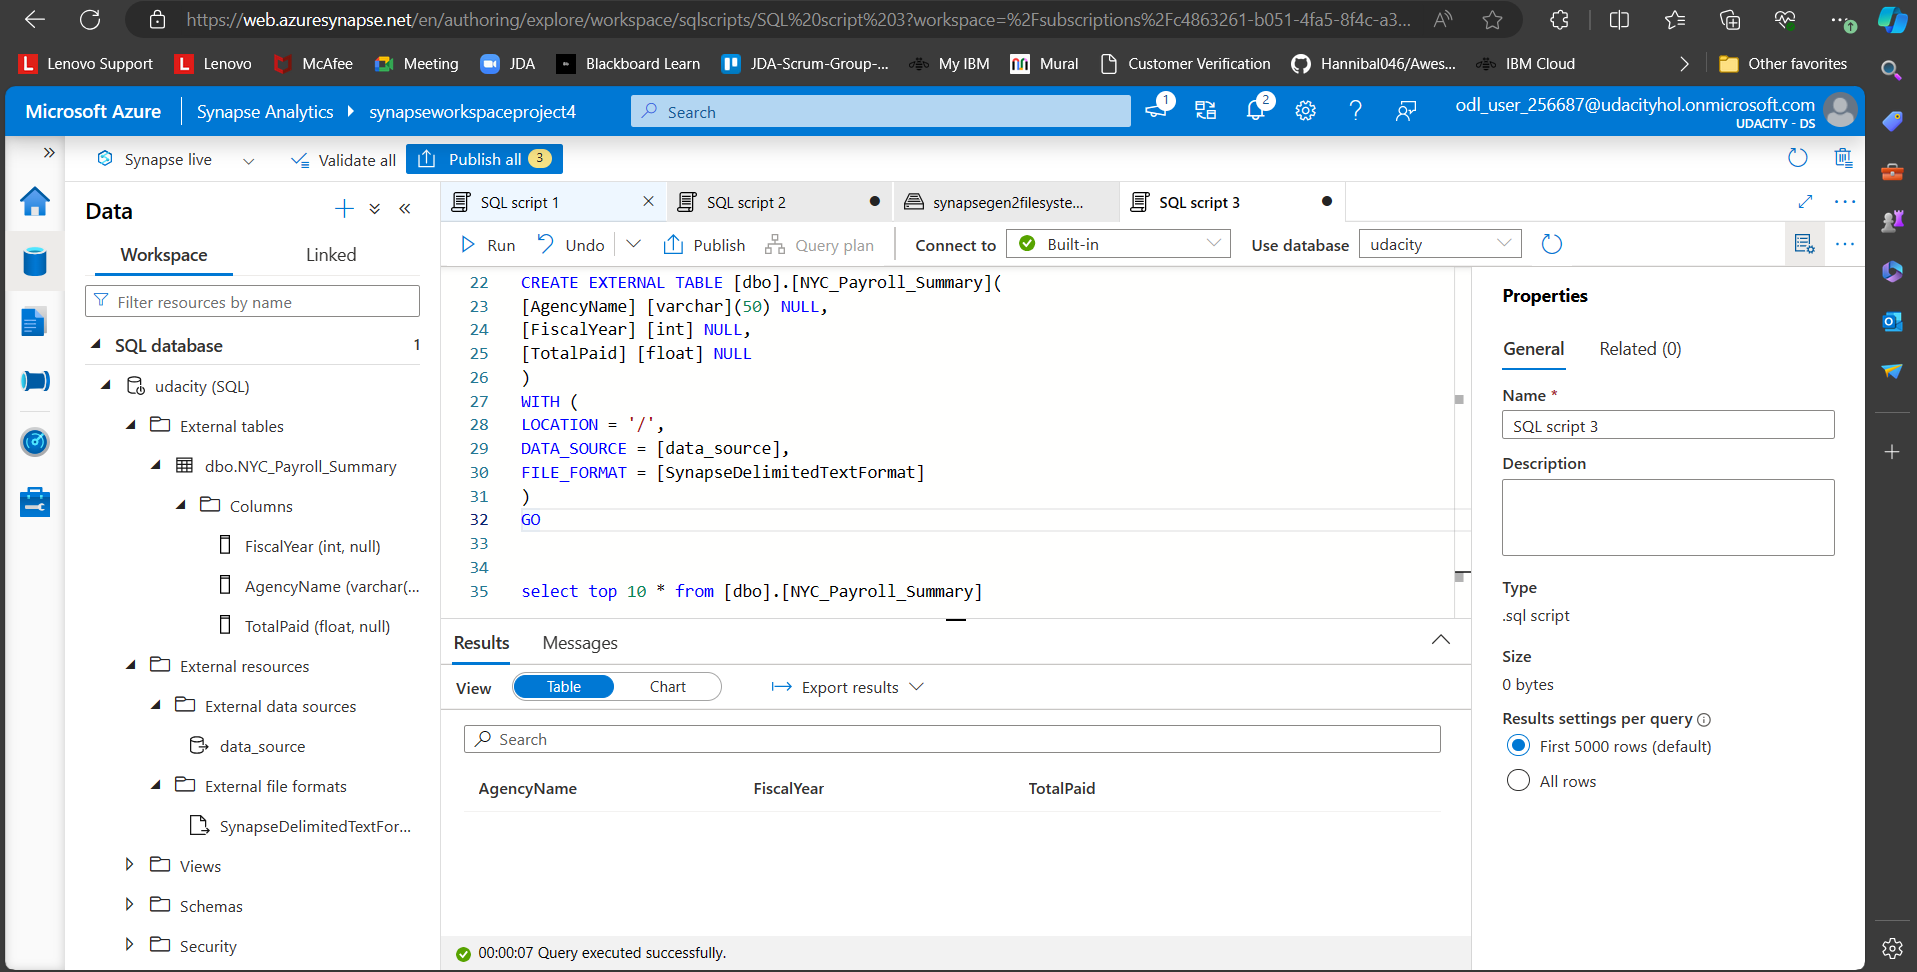 https://web.azuresynapse.net/en/authoring/explore/workspace/sqlscripts/SQL%20script%203?workspace=%2Fsubscriptions%2Fc4863261-b051-4fa5-8f4c-a3...
Lenovo Support
Lenovo
McAfee
Meeting
JDA
Blackboard Learn
JDA-Scrum-Group-...
My IBM
Mural
Customer Verification
Hannibal046/Awes...
IBM Cloud
Other favorites
Microsoft Azure
Synapse Analytics
synapseworkspaceproject4
Search
1
2
odl_user_256687@udacityhol.onmicrosoft.com
UDACITY - DS
Synapse live
Validate all
Publish all 3
Data
Workspace
Linked
Filter resources by name
SQL database 1
udacity (SQL)
External tables
dbo.NYC_Payroll_Summary
Columns
FiscalYear (int, null)
AgencyName (varchar(...
TotalPaid (float, null)
External resources
External data sources
data_source
External file formats
SynapseDelimitedTextFor...
Views
Schemas
Security
SQL script 1
SQL script 2
synapsegen2filesyste...
SQL script 3
Run
Undo
Publish
Query plan
Connect to
Built-in
Use database
udacity
22 CREATE EXTERNAL TABLE [dbo].[NYC_Payroll_Summary](
23 [AgencyName] [varchar](50) NULL,
24 [FiscalYear] [int] NULL,
25 [TotalPaid] [float] NULL
26 )
27 WITH (
28 LOCATION = '/',
29 DATA_SOURCE = [data_source],
30 FILE_FORMAT = [SynapseDelimitedTextFormat]
31 )
32 GO
33
34
35 select top 10 * from [dbo].[NYC_Payroll_Summary]
Results
Messages
View
Table
Chart
Export results
Search
AgencyName
FiscalYear
TotalPaid
00:00:07 Query executed successfully.
Properties
General
Related (0)
Name *
SQL script 3
Description
Type
.sql script
Size
0 bytes
Results settings per query
First 5000 rows (default)
All rows